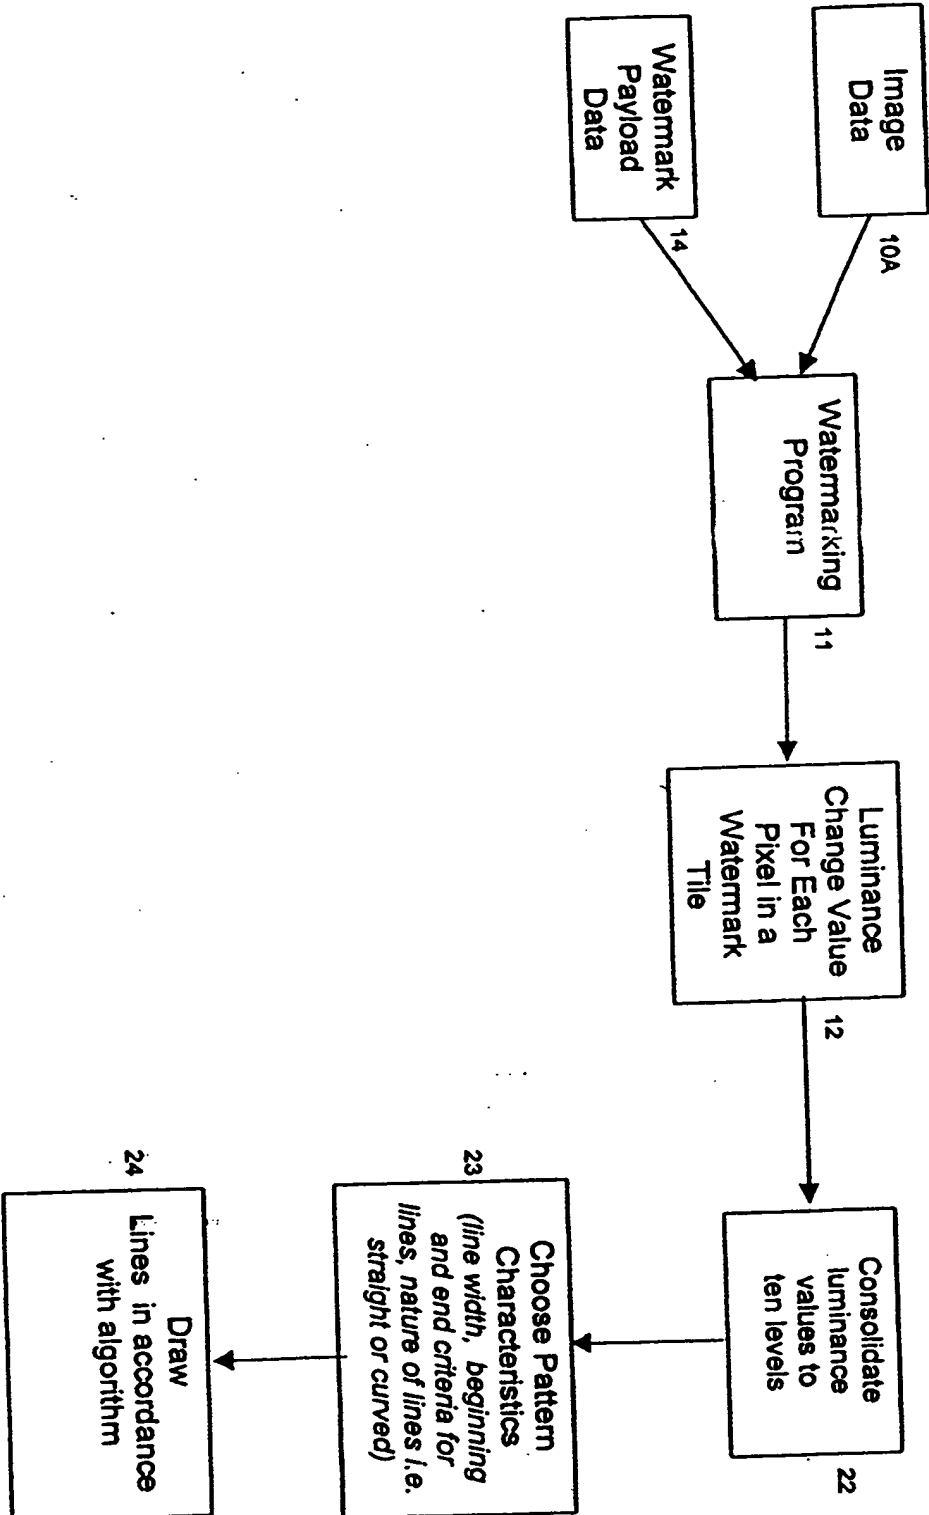 Image
Data
10A
Watermark
Payload
Data
14
Watermarking
Program
11
Luminance
Change Value
For Each
Pixel in a
Watermark
Tile
12
Consolidate
luminance
values to
ten levels
22
23
Choose Pattern
Characteristics
(line width, beginning
and end criteria for
lines, nature of lines i.e.
straight or curved)
24
Draw
Lines in accordance
with algorithm